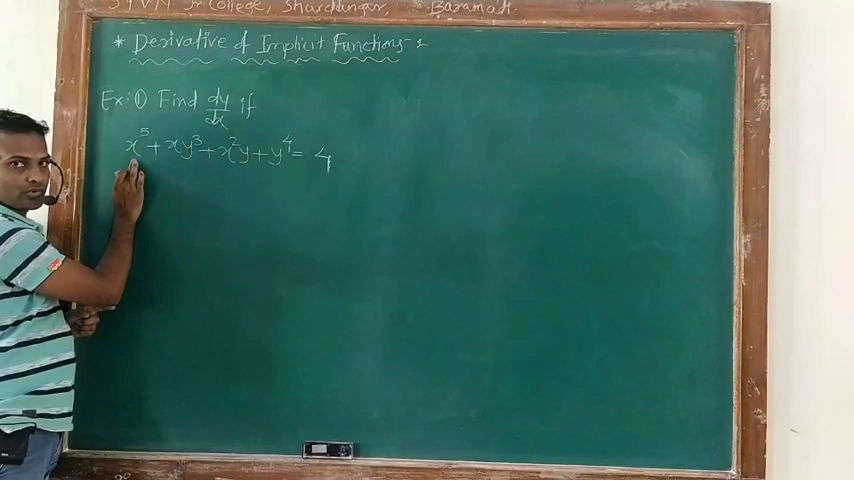 Jr College, Shardanagar, Baramati
* Derivative of Implicit Functions:-
Ex:① Find dy/dx if
x⁵ + xy³ + x²y + y⁴ = 4